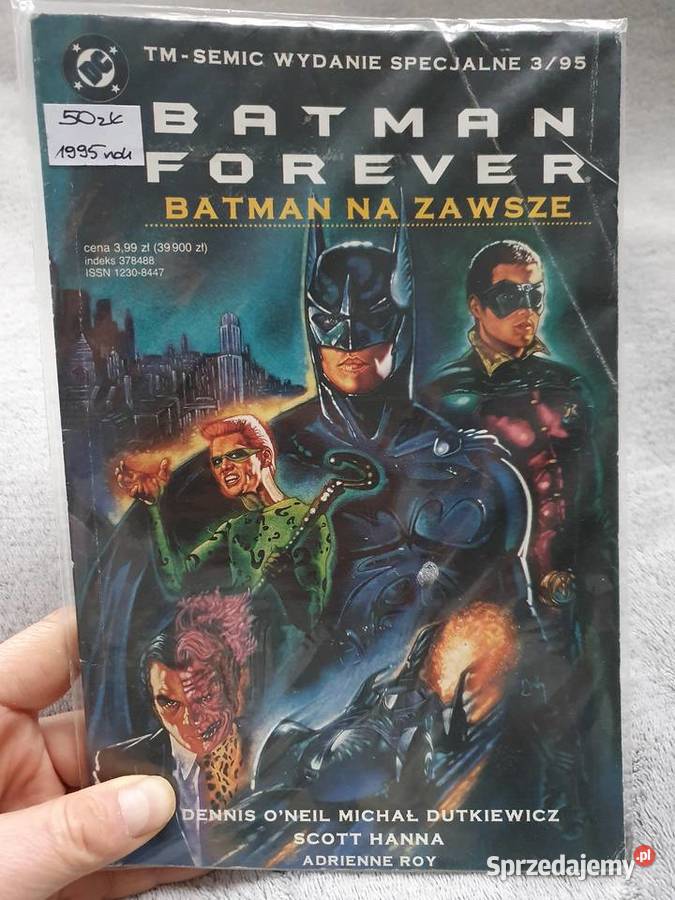 DC
TM-SEMIC WYDANIE SPECJALNE 3/95
50zł
1995 rok
BATMAN
FOREVER
BATMAN NA ZAWSZE
cena 3,99 zł (39 900 zł)
indeks 378488
ISSN 1230-8447
DENNIS O'NEIL MICHAŁ DUTKIEWICZ
SCOTT HANNA
ADRIENNE ROY
Sprzedajemy.pl